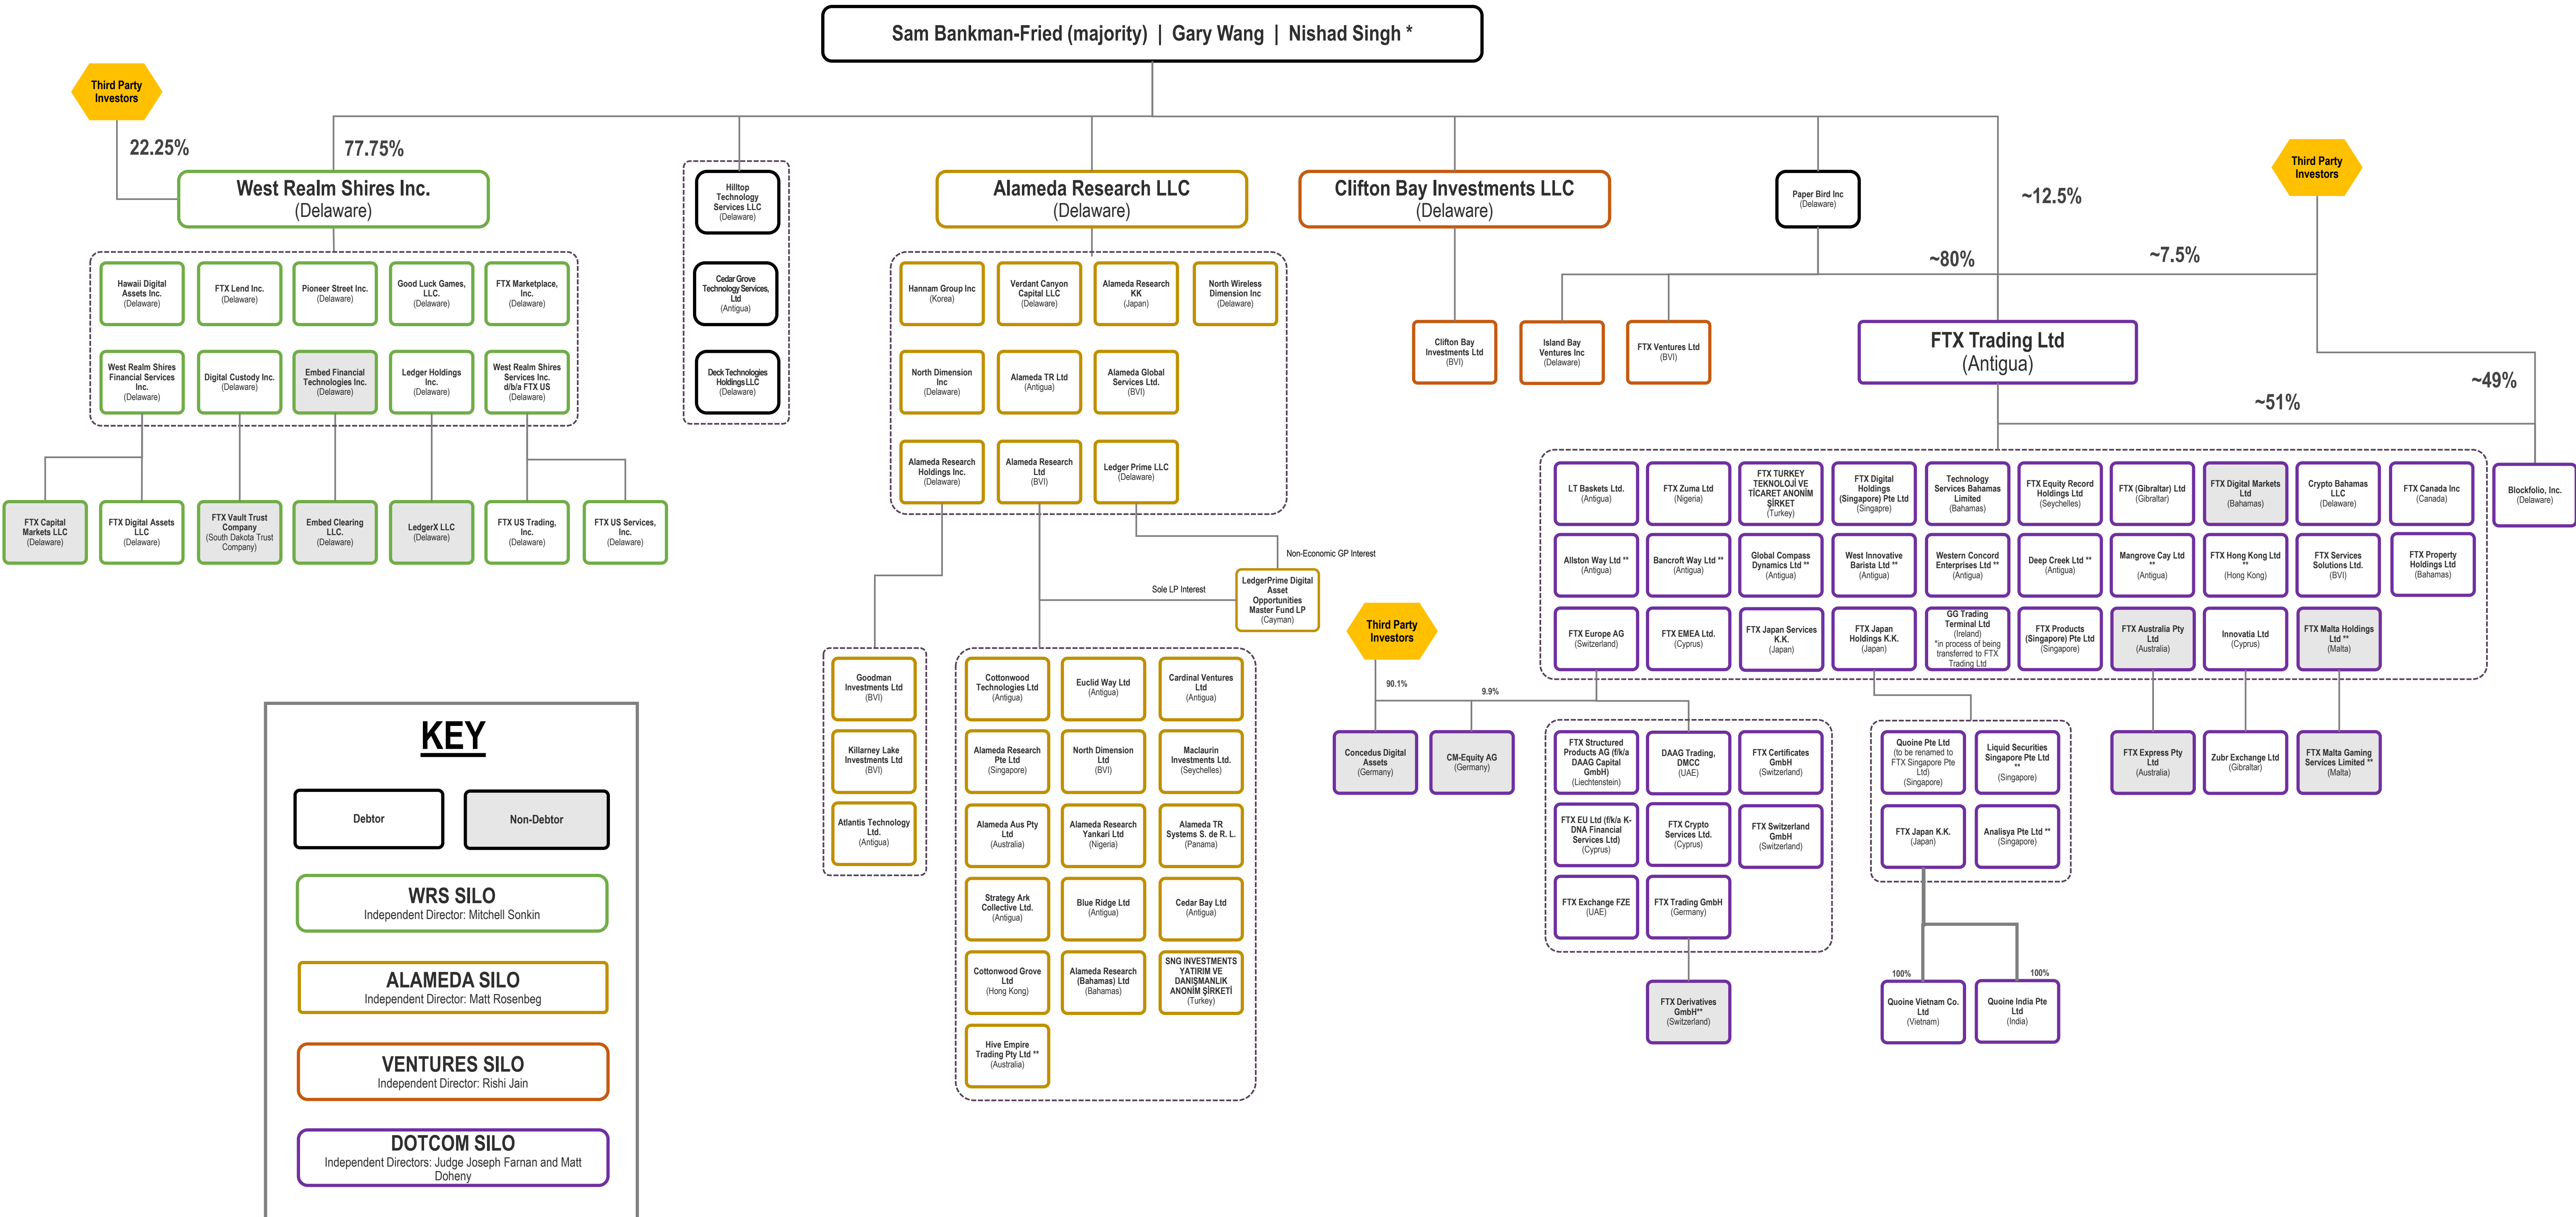 Sam Bankman-Fried (majority) | Gary Wang | Nishad Singh *
Third Party
Investors
22.25%
77.75%
West Realm Shires Inc.
(Delaware)
Hilltop
Technology
Services LLC
(Delaware)
Alameda Research LLC
(Delaware)
Clifton Bay Investments LLC
(Delaware)
Paper Bird Inc
(Delaware)
~12.5%
Third Party
Investors
~80%
~7.5%
Hawaii Digital
Assets Inc.
(Delaware)
FTX Lend Inc.
(Delaware)
Pioneer Street Inc.
(Delaware)
Good Luck Games,
LLC.
(Delaware)
FTX Marketplace,
Inc.
(Delaware)
Cedar Grove
Technology Services,
Ltd
(Antigua)
Hannam Group Inc
(Korea)
Verdant Canyon
Capital LLC
(Delaware)
Alameda Research
KK
(Japan)
North Wireless
Dimension Inc
(Delaware)
West Realm Shires
Financial Services
Inc.
(Delaware)
Digital Custody Inc.
(Delaware)
Embed Financial
Technologies Inc.
(Delaware)
Ledger Holdings
Inc.
(Delaware)
West Realm Shires
Services Inc.
d/b/a FTX US
(Delaware)
Deck Technologies
Holdings LLC
(Delaware)
North Dimension
Inc
(Delaware)
Alameda TR Ltd
(Antigua)
Alameda Global
Services Ltd.
(BVI)
Clifton Bay
Investments Ltd
(BVI)
Island Bay
Ventures Inc
(Delaware)
FTX Ventures Ltd
(BVI)
FTX Trading Ltd
(Antigua)
~49%
~51%
Alameda Research
Holdings Inc.
(Delaware)
Alameda Research
Ltd
(BVI)
Ledger Prime LLC
(Delaware)
FTX Capital
Markets LLC
(Delaware)
FTX Digital Assets
LLC
(Delaware)
FTX Vault Trust
Company
(South Dakota Trust
Company)
Embed Clearing
LLC.
(Delaware)
LedgerX LLC
(Delaware)
FTX US Trading,
Inc.
(Delaware)
FTX US Services,
Inc.
(Delaware)
LT Baskets Ltd.
(Antigua)
FTX Zuma Ltd
(Nigeria)
FTX TURKEY
TEKNOLOJİ VE
TİCARET ANONİM
ŞİRKET
(Turkey)
FTX Digital
Holdings
(Singapore) Pte Ltd
(Singapre)
Technology
Services Bahamas
Limited
(Bahamas)
FTX Equity Record
Holdings Ltd
(Seychelles)
FTX (Gibraltar) Ltd
(Gibraltar)
FTX Digital Markets
Ltd
(Bahamas)
Crypto Bahamas
LLC
(Delaware)
FTX Canada Inc
(Canada)
Blockfolio, Inc.
(Delaware)
Allston Way Ltd **
(Antigua)
Bancroft Way Ltd **
(Antigua)
Global Compass
Dynamics Ltd **
(Antigua)
West Innovative
Barista Ltd **
(Antigua)
Western Concord
Enterprises Ltd **
(Antigua)
Deep Creek Ltd **
(Antigua)
Mangrove Cay Ltd
**
(Antigua)
FTX Hong Kong Ltd
**
(Hong Kong)
FTX Services
Solutions Ltd.
(BVI)
FTX Property
Holdings Ltd
(Bahamas)
Non-Economic GP Interest
Sole LP Interest
LedgerPrime Digital
Asset
Opportunities
Master Fund LP
(Cayman)
FTX Europe AG
(Switzerland)
FTX EMEA Ltd.
(Cyprus)
FTX Japan Services
K.K.
(Japan)
FTX Japan
Holdings K.K.
(Japan)
GG Trading
Terminal Ltd
(Ireland)
*in process of being
transferred to FTX
Trading Ltd
FTX Products
(Singapore) Pte Ltd
(Singapore)
FTX Australia Pty
Ltd
(Australia)
Innovatia Ltd
(Cyprus)
FTX Malta Holdings
Ltd **
(Malta)
Third Party
Investors
90.1%
9.9%
Goodman
Investments Ltd
(BVI)
Cottonwood
Technologies Ltd
(Antigua)
Euclid Way Ltd
(Antigua)
Cardinal Ventures
Ltd
(Antigua)
Killarney Lake
Investments Ltd
(BVI)
Alameda Research
Pte Ltd
(Singapore)
North Dimension
Ltd
(BVI)
Maclaurin
Investments Ltd.
(Seychelles)
Concedus Digital
Assets
(Germany)
CM-Equity AG
(Germany)
FTX Structured
Products AG (f/k/a
DAAG Capital
GmbH)
(Liechtenstein)
DAAG Trading,
DMCC
(UAE)
FTX Certificates
GmbH
(Switzerland)
Quoine Pte Ltd
(to be renamed to
FTX Singapore Pte
Ltd)
(Singapore)
Liquid Securities
Singapore Pte Ltd
**
(Singapore)
FTX Express Pty
Ltd
(Australia)
Zubr Exchange Ltd
(Gibraltar)
FTX Malta Gaming
Services Limited **
(Malta)
Atlantis Technology
Ltd.
(Antigua)
Alameda Aus Pty
Ltd
(Australia)
Alameda Research
Yankari Ltd
(Nigeria)
Alameda TR
Systems S. de R. L.
(Panama)
FTX EU Ltd (f/k/a K-
DNA Financial
Services Ltd)
(Cyprus)
FTX Crypto
Services Ltd.
(Cyprus)
FTX Switzerland
GmbH
(Switzerland)
FTX Japan K.K.
(Japan)
Analisya Pte Ltd **
(Singapore)
Strategy Ark
Collective Ltd.
(Antigua)
Blue Ridge Ltd
(Antigua)
Cedar Bay Ltd
(Antigua)
FTX Exchange FZE
(UAE)
FTX Trading GmbH
(Germany)
Cottonwood Grove
Ltd
(Hong Kong)
Alameda Research
(Bahamas) Ltd
(Bahamas)
SNG INVESTMENTS
YATIRIM VE
DANIŞMANLIK
ANONİM ŞİRKETİ
(Turkey)
FTX Derivatives
GmbH**
(Switzerland)
100%
100%
Quoine Vietnam Co.
Ltd
(Vietnam)
Quoine India Pte
Ltd
(India)
Hive Empire
Trading Pty Ltd **
(Australia)
KEY
Debtor
Non-Debtor
WRS SILO
Independent Director: Mitchell Sonkin
ALAMEDA SILO
Independent Director: Matt Rosenbeg
VENTURES SILO
Independent Director: Rishi Jain
DOTCOM SILO
Independent Directors: Judge Joseph Farnan and Matt
Doheny